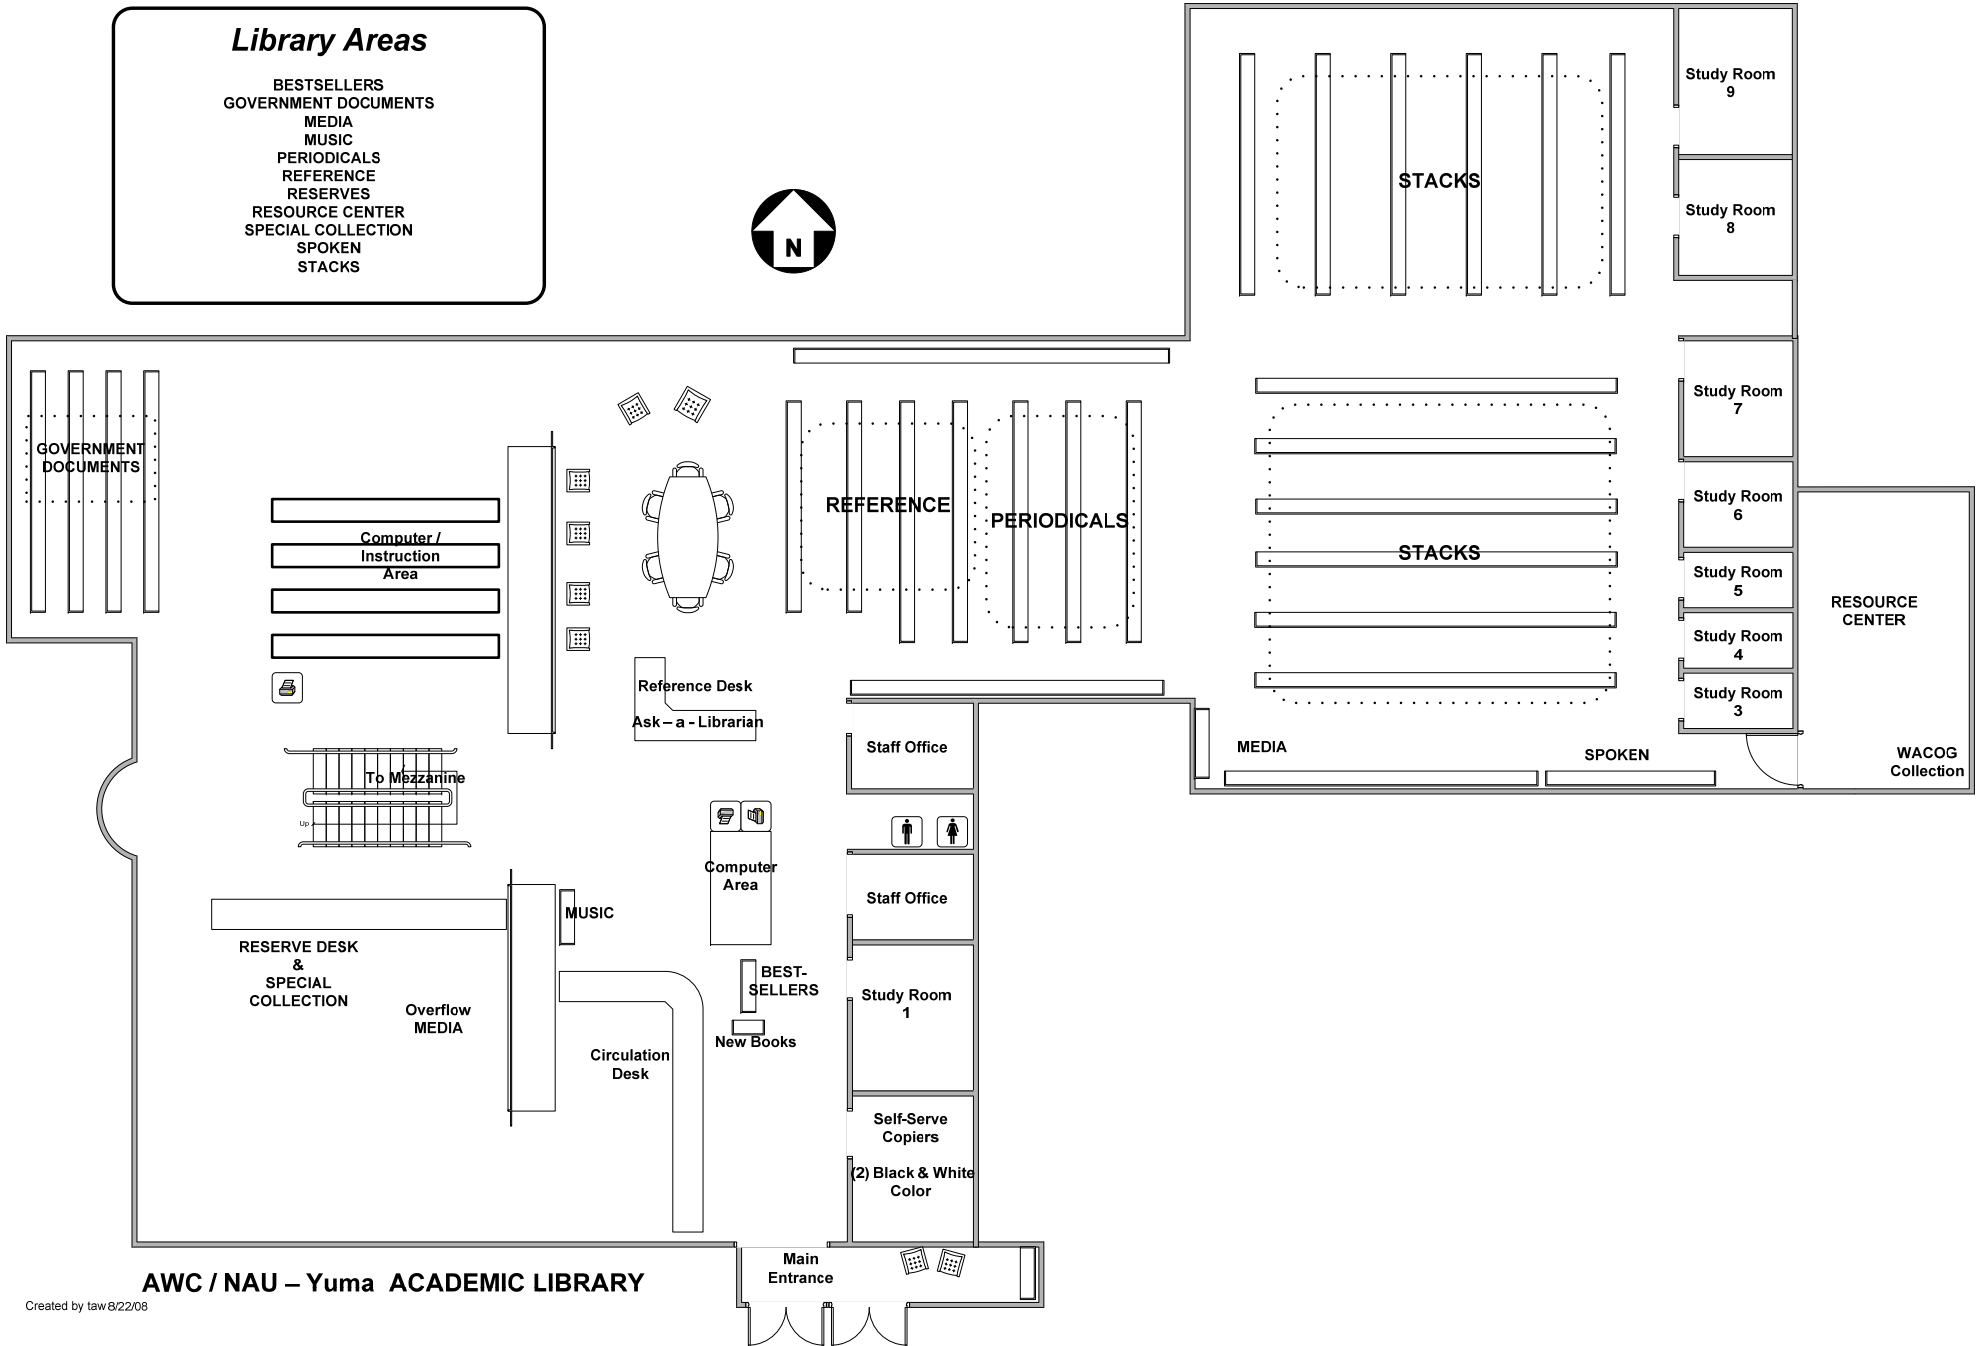 Library Areas
BESTSELLERS
GOVERNMENT DOCUMENTS
MEDIA
MUSIC
PERIODICALS
REFERENCE
RESERVES
RESOURCE CENTER
SPECIAL COLLECTION
SPOKEN
STACKS
N
STACKS
Study Room
9
Study Room
8
Study Room
7
Study Room
6
Study Room
5
Study Room
4
Study Room
3
GOVERNMENT
DOCUMENTS
Computer /
Instruction
Area
REFERENCE
PERIODICALS
STACKS
RESOURCE
CENTER
Reference Desk
Ask – a - Librarian
Staff Office
MEDIA
SPOKEN
WACOG
Collection
To Mezzanine
Up
Computer
Area
Staff Office
MUSIC
RESERVE DESK
&
SPECIAL
COLLECTION
Overflow
MEDIA
BEST-
SELLERS
New Books
Study Room
1
Circulation
Desk
Self-Serve
Copiers
(2) Black & White
Color
Main
Entrance
AWC / NAU – Yuma ACADEMIC LIBRARY
Created by taw 8/22/08